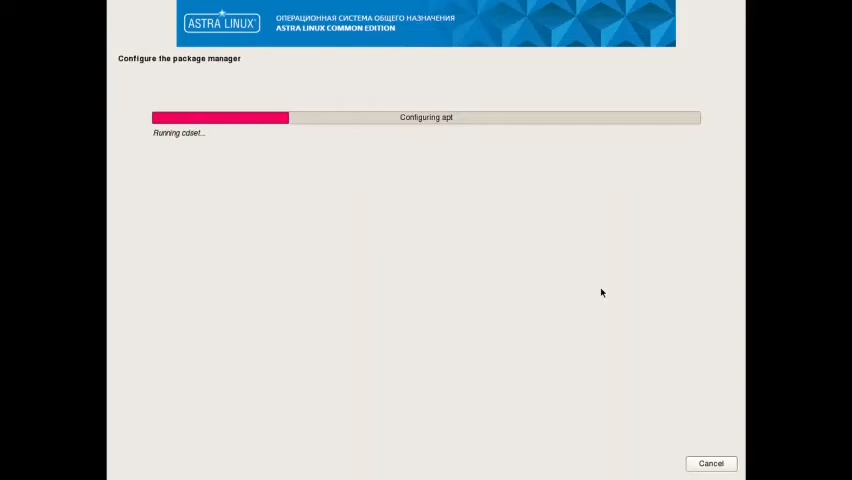 ASTRA LINUX
ОПЕРАЦИОННАЯ СИСТЕМА ОБЩЕГО НАЗНАЧЕНИЯ
ASTRA LINUX COMMON EDITION
Configure the package manager
Configuring apt
Running cdset...
Cancel